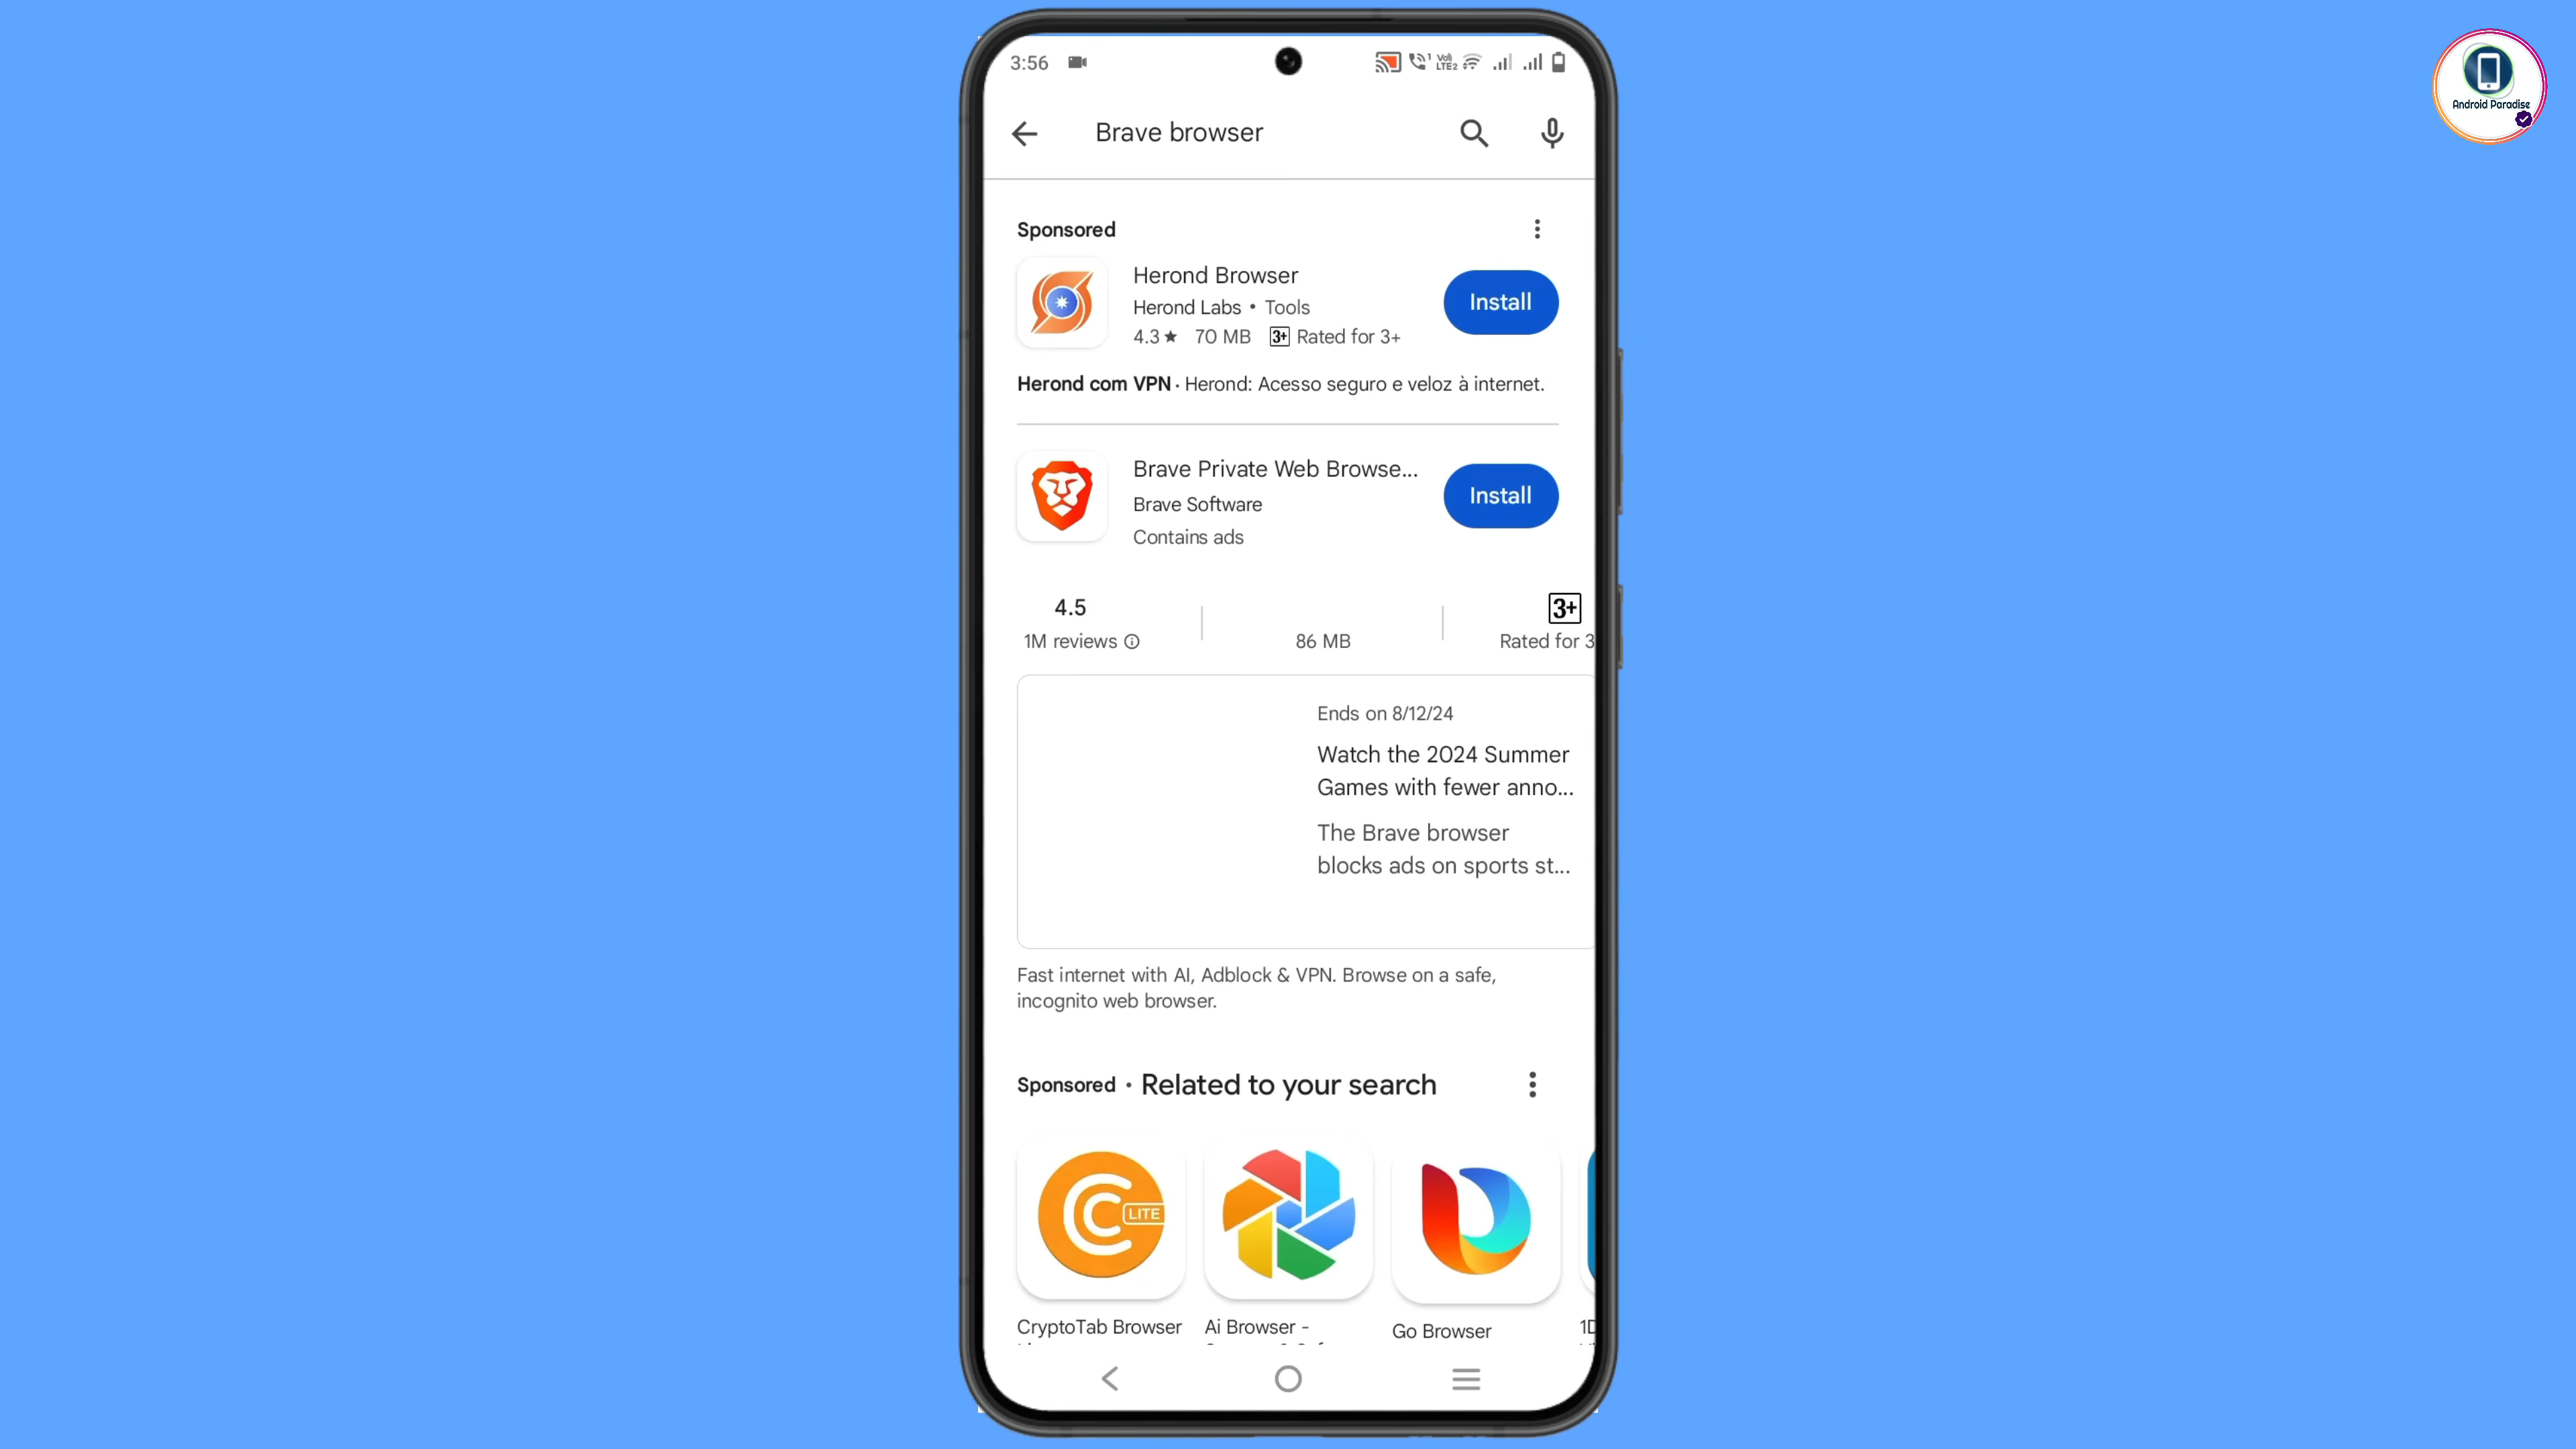 3:56
Vo) LTE2
Android Paradise
Brave browser
Sponsored
Herond Browser
Herond Labs • Tools
Install
4.3★ 70 MB 3+ Rated for 3+
Herond com VPN · Herond: Acesso seguro e veloz à internet.
Brave Private Web Browse...
Install
Brave Software
Contains ads
4.5
3+
1M reviews
86 MB
Rated for 3
Ends on 8/12/24
Watch the 2024 Summer
Games with fewer anno...
The Brave browser
blocks ads on sports st...
Fast internet with AI, Adblock & VPN. Browse on a safe,
incognito web browser.
Sponsored • Related to your search
LITE
CryptoTab Browser
Ai Browser -
Go Browser